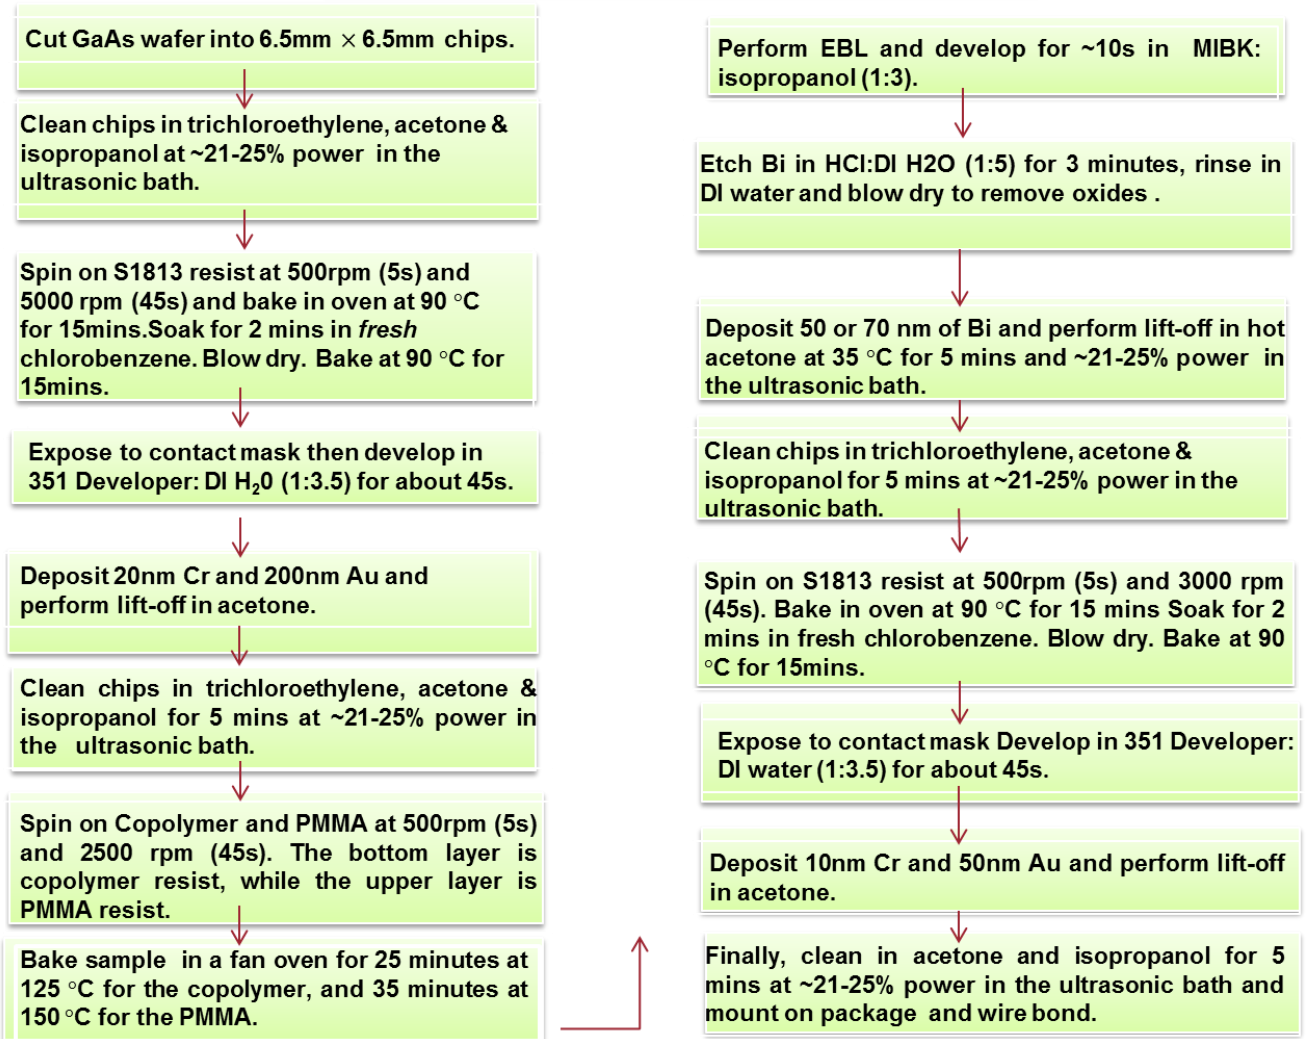 Cut GaAs wafer into 6.5mm × 6.5mm chips.
Clean chips in trichloroethylene, acetone &
isopropanol at ~21-25% power in the
ultrasonic bath.
Spin on S1813 resist at 500rpm (5s) and
5000 rpm (45s) and bake in oven at 90 °C
for 15mins.Soak for 2 mins in fresh
chlorobenzene. Blow dry. Bake at 90 °C for
15mins.
Expose to contact mask then develop in
351 Developer: DI H₂0 (1:3.5) for about 45s.
Deposit 20nm Cr and 200nm Au and
perform lift-off in acetone.
Clean chips in trichloroethylene, acetone &
isopropanol for 5 mins at ~21-25% power in
the ultrasonic bath.
Spin on Copolymer and PMMA at 500rpm (5s)
and 2500 rpm (45s). The bottom layer is
copolymer resist, while the upper layer is
PMMA resist.
Bake sample in a fan oven for 25 minutes at
125 °C for the copolymer, and 35 minutes at
150 °C for the PMMA.
Perform EBL and develop for ~10s in MIBK:
isopropanol (1:3).
Etch Bi in HCl:DI H2O (1:5) for 3 minutes, rinse in
DI water and blow dry to remove oxides .
Deposit 50 or 70 nm of Bi and perform lift-off in hot
acetone at 35 °C for 5 mins and ~21-25% power in
the ultrasonic bath.
Clean chips in trichloroethylene, acetone &
isopropanol for 5 mins at ~21-25% power in the
ultrasonic bath.
Spin on S1813 resist at 500rpm (5s) and 3000 rpm
(45s). Bake in oven at 90 °C for 15 mins Soak for 2
mins in fresh chlorobenzene. Blow dry. Bake at 90
°C for 15mins.
Expose to contact mask Develop in 351 Developer:
DI water (1:3.5) for about 45s.
Deposit 10nm Cr and 50nm Au and perform lift-off
in acetone.
Finally, clean in acetone and isopropanol for 5
mins at ~21-25% power in the ultrasonic bath and
mount on package and wire bond.